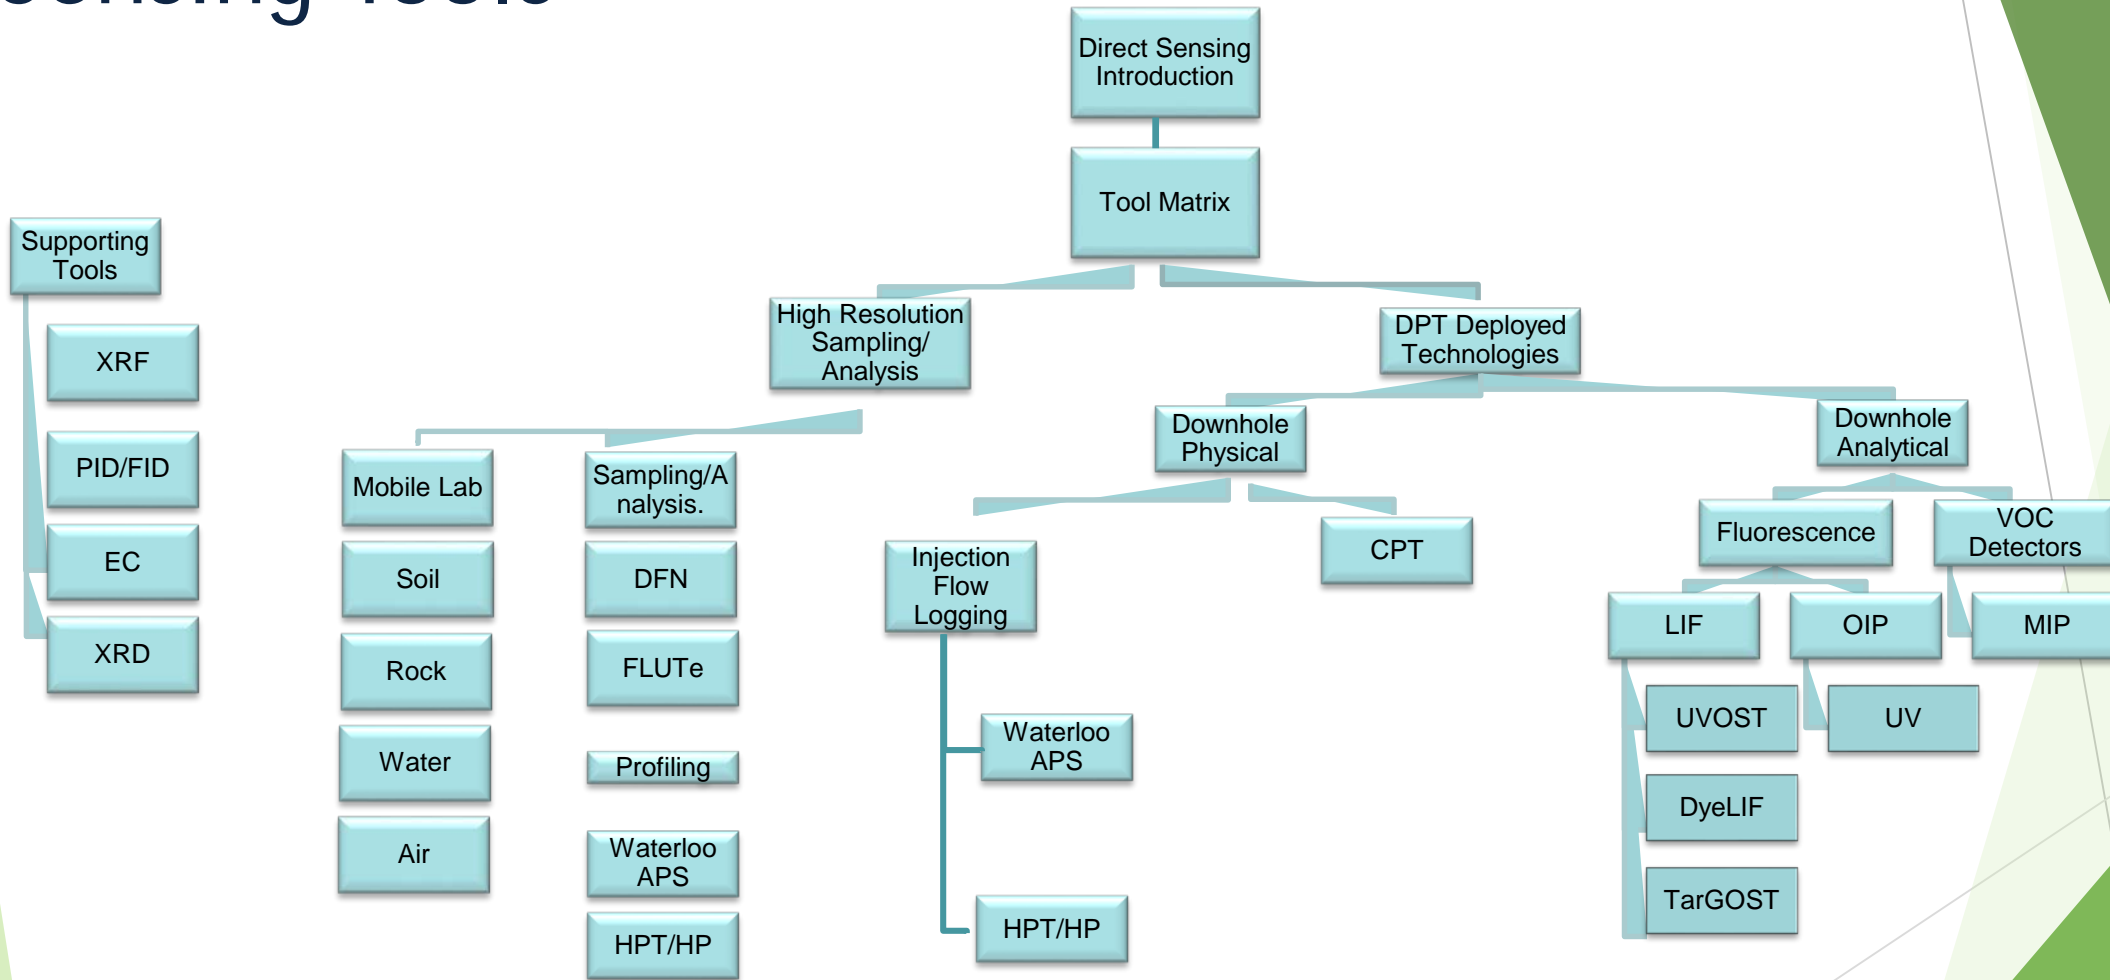 Sensing Tools
Direct Sensing
Introduction
Tool Matrix
Supporting
Tools
XRF
PID/FID
EC
XRD
High Resolution
Sampling/
Analysis
DPT Deployed
Technologies
Mobile Lab
Soil
Rock
Water
Air
Sampling/A
nalysis.
DFN
FLUTe
Profiling
Waterloo
APS
HPT/HP
Downhole
Physical
Injection
Flow
Logging
Waterloo
APS
HPT/HP
CPT
Downhole
Analytical
Fluorescence
LIF
UVOST
DyeLIF
TarGOST
OIP
UV
VOC
Detectors
MIP